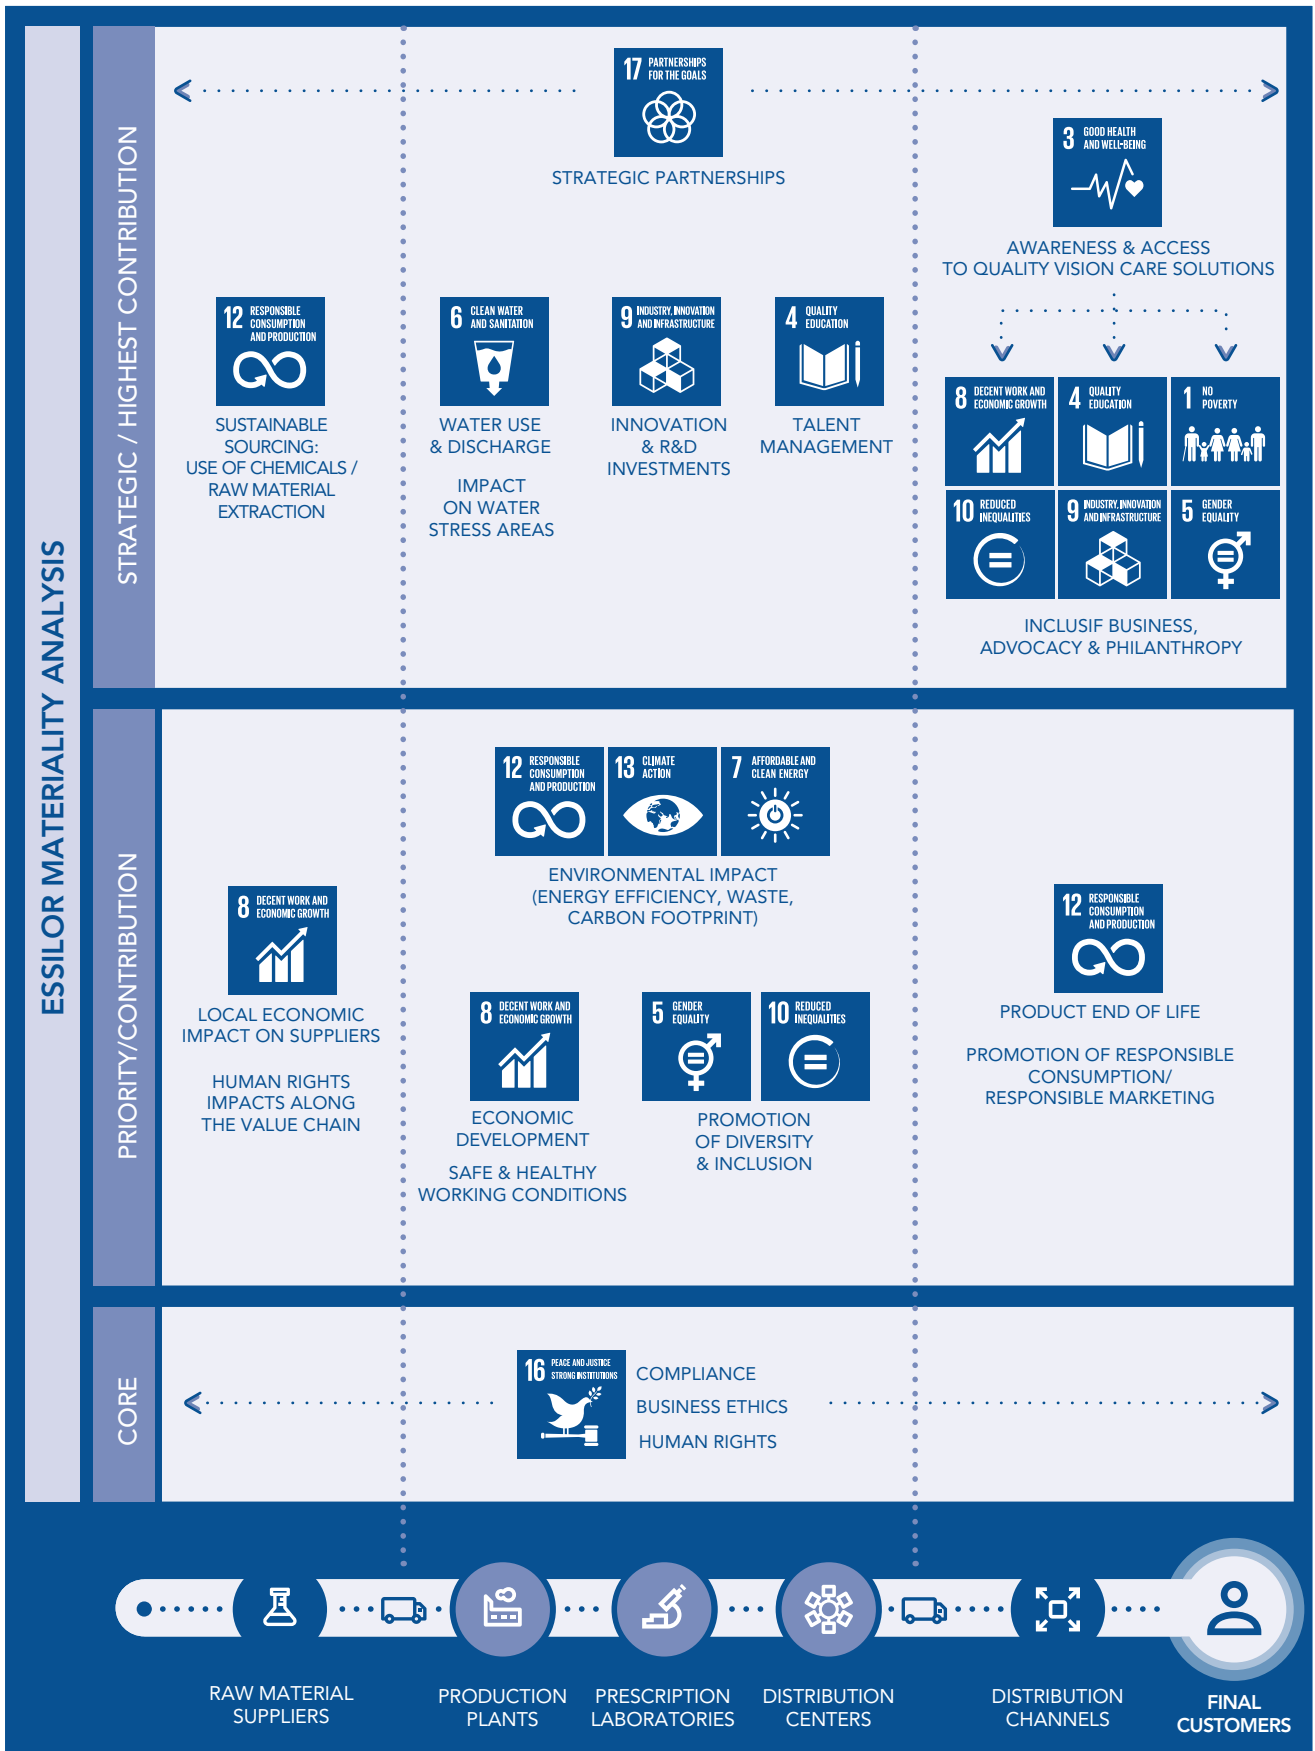 ESSILOR MATERIALITY ANALYSIS
STRATEGIC / HIGHEST CONTRIBUTION
17 PARTNERSHIPS
FOR THE GOALS
STRATEGIC PARTNERSHIPS
3 GOOD HEALTH
AND WELL-BEING
AWARENESS & ACCESS
TO QUALITY VISION CARE SOLUTIONS
12 RESPONSIBLE
CONSUMPTION
AND PRODUCTION
SUSTAINABLE
SOURCING:
USE OF CHEMICALS /
RAW MATERIAL
EXTRACTION
6 CLEAN WATER
AND SANITATION
WATER USE
& DISCHARGE
IMPACT
ON WATER
STRESS AREAS
9 INDUSTRY, INNOVATION
AND INFRASTRUCTURE
INNOVATION
& R&D
INVESTMENTS
4 QUALITY
EDUCATION
TALENT
MANAGEMENT
8 DECENT WORK AND
ECONOMIC GROWTH
4 QUALITY
EDUCATION
1 NO
POVERTY
10 REDUCED
INEQUALITIES
9 INDUSTRY, INNOVATION
AND INFRASTRUCTURE
5 GENDER
EQUALITY
INCLUSIF BUSINESS,
ADVOCACY & PHILANTHROPY
PRIORITY/CONTRIBUTION
8 DECENT WORK AND
ECONOMIC GROWTH
LOCAL ECONOMIC
IMPACT ON SUPPLIERS
HUMAN RIGHTS
IMPACTS ALONG
THE VALUE CHAIN
12 RESPONSIBLE
CONSUMPTION
AND PRODUCTION
13 CLIMATE
ACTION
7 AFFORDABLE AND
CLEAN ENERGY
ENVIRONMENTAL IMPACT
(ENERGY EFFICIENCY, WASTE,
CARBON FOOTPRINT)
8 DECENT WORK AND
ECONOMIC GROWTH
ECONOMIC
DEVELOPMENT
SAFE & HEALTHY
WORKING CONDITIONS
5 GENDER
EQUALITY
10 REDUCED
INEQUALITIES
PROMOTION
OF DIVERSITY
& INCLUSION
12 RESPONSIBLE
CONSUMPTION
AND PRODUCTION
PRODUCT END OF LIFE
PROMOTION OF RESPONSIBLE
CONSUMPTION/
RESPONSIBLE MARKETING
CORE
16 PEACE AND JUSTICE
STRONG INSTITUTIONS
COMPLIANCE
BUSINESS ETHICS
HUMAN RIGHTS
RAW MATERIAL
SUPPLIERS
PRODUCTION
PLANTS
PRESCRIPTION
LABORATORIES
DISTRIBUTION
CENTERS
DISTRIBUTION
CHANNELS
FINAL
CUSTOMERS